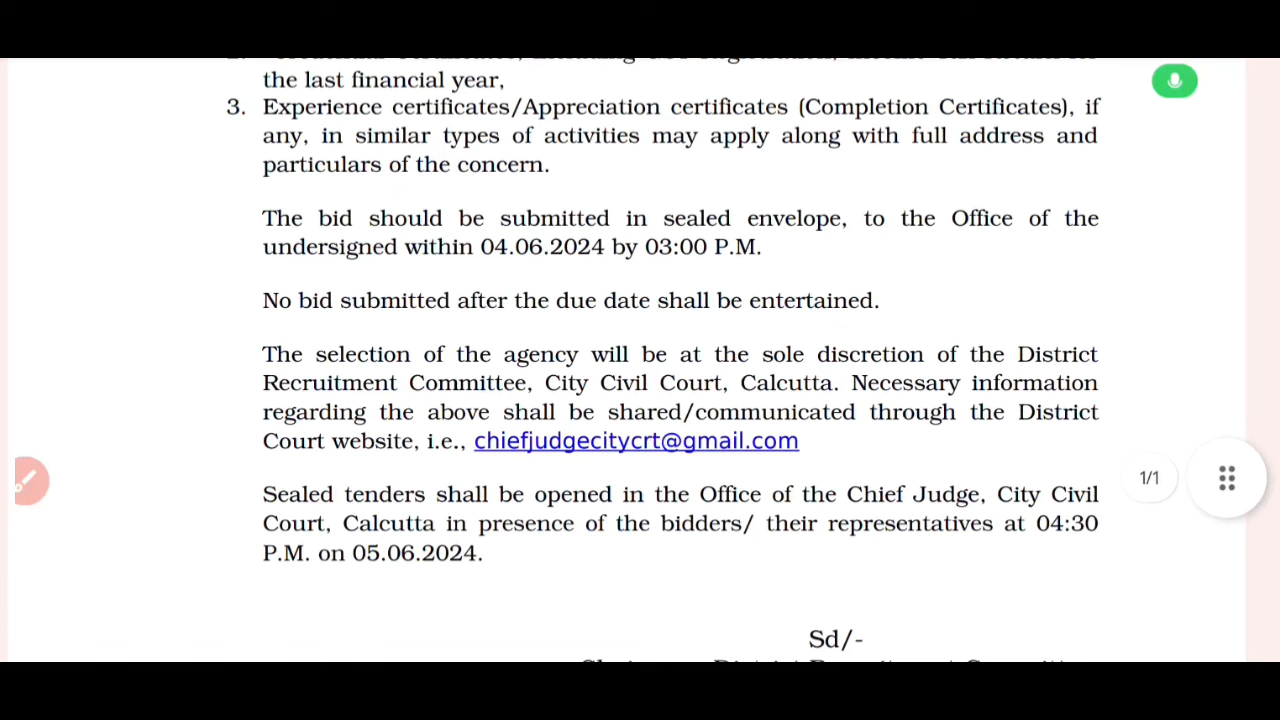 the last financial year,
3. Experience certificates/Appreciation certificates (Completion Certificates), if
any, in similar types of activities may apply along with full address and
particulars of the concern.
The bid should be submitted in sealed envelope, to the Office of the
undersigned within 04.06.2024 by 03:00 P.M.
No bid submitted after the due date shall be entertained.
The selection of the agency will be at the sole discretion of the District
Recruitment Committee, City Civil Court, Calcutta. Necessary information
regarding the above shall be shared/communicated through the District
Court website, i.e., chiefjudgecitycrt@gmail.com
1/1
Sealed tenders shall be opened in the Office of the Chief Judge, City Civil
Court, Calcutta in presence of the bidders/ their representatives at 04:30
P.M. on 05.06.2024.
Sd/-